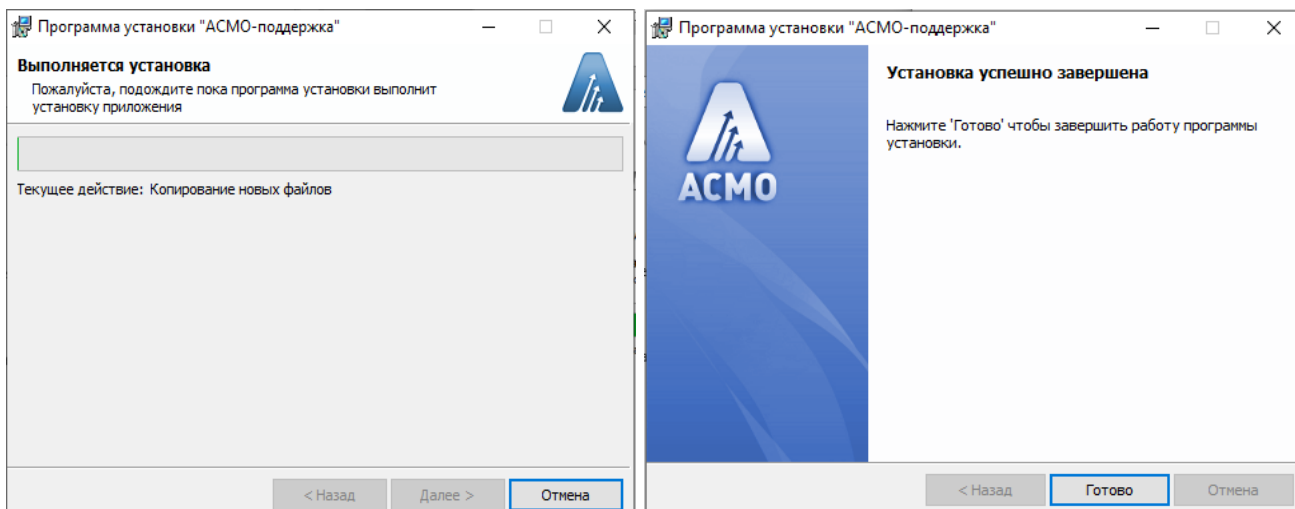 Программа установки "АСМО-поддержка"
Выполняется установка
Пожалуйста, подождите пока программа установки выполнит
установку приложения
Текущее действие: Копирование новых файлов
< Назад
Далее >
Отмена
Программа установки "АСМО-поддержка"
Установка успешно завершена
Нажмите 'Готово' чтобы завершить работу программы
установки.
АСМО
< Назад
Готово
Отмена